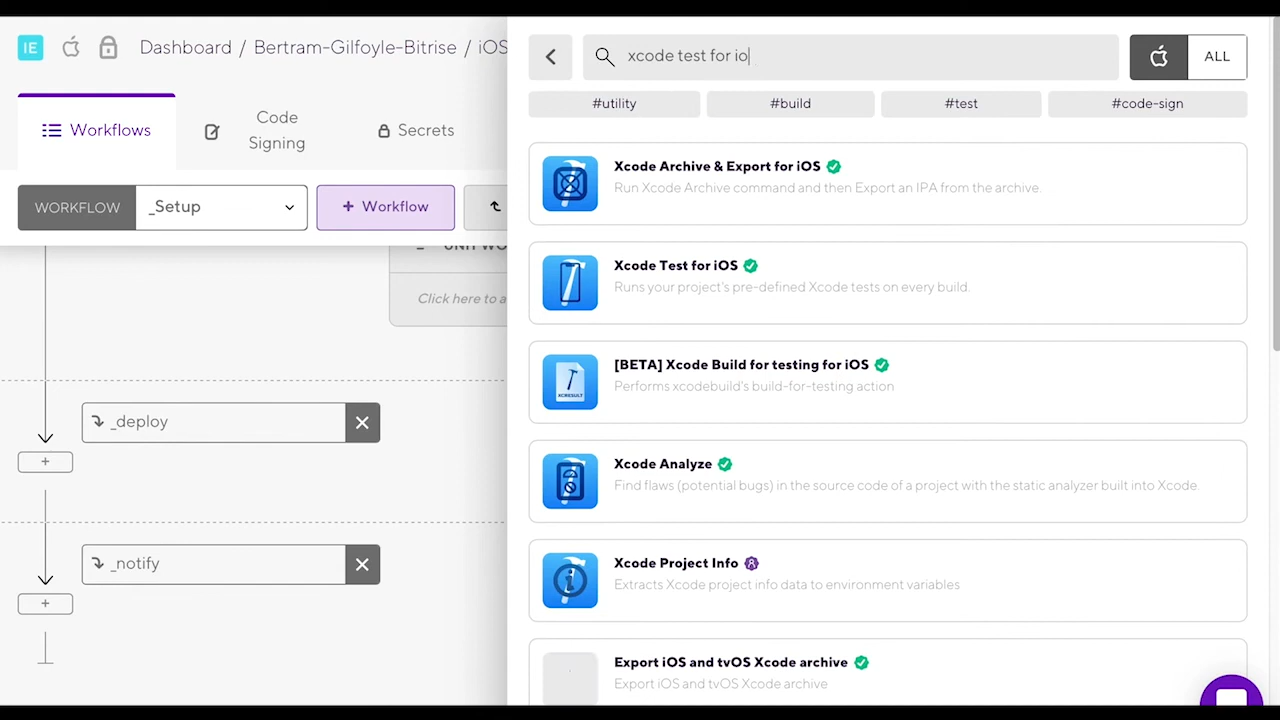 IE
Dashboard / Bertram-Gilfoyle-Bitrise / iOS
Workflows
Code
Signing
Secrets
WORKFLOW
_Setup
+ Workflow
Click here to a
_deploy
+
_notify
+
xcode test for io
ALL
#utility
#build
#test
#code-sign
Xcode Archive & Export for iOS
Run Xcode Archive command and then Export an IPA from the archive.
Xcode Test for iOS
Runs your project's pre-defined Xcode tests on every build.
[BETA] Xcode Build for testing for iOS
Performs xcodebuild's build-for-testing action
Xcode Analyze
Find flaws (potential bugs) in the source code of a project with the static analyzer built into Xcode.
Xcode Project Info
Extracts Xcode project info data to environment variables
Export iOS and tvOS Xcode archive
Export iOS and tvOS Xcode archive
XCRESULT